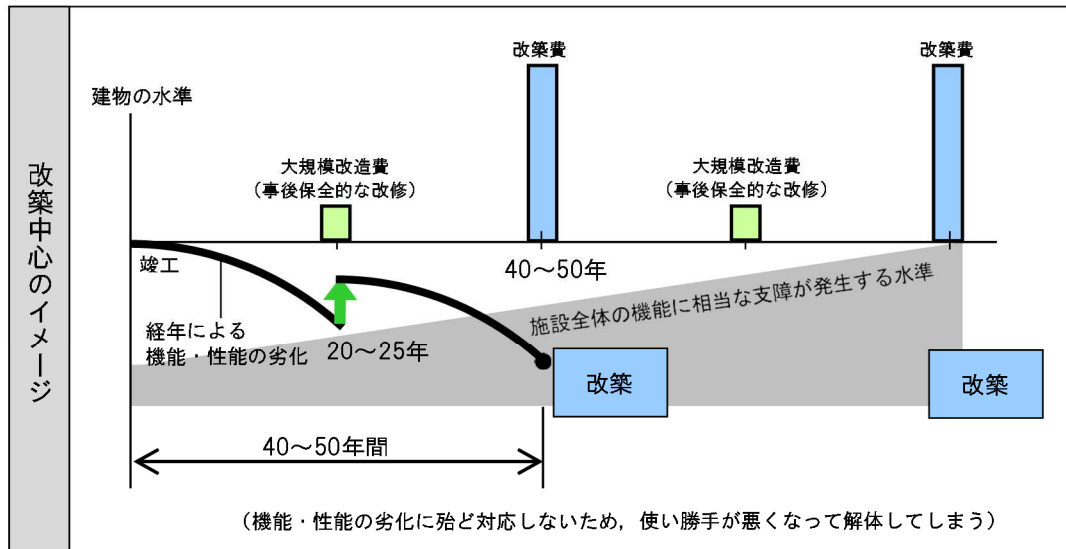 改築中心のイメージ
改築費
改築費
建物の水準
大規模改造費
（事後保全的な改修）
大規模改造費
（事後保全的な改修）
竣工
40～50年
施設全体の機能に相当な支障が発生する水準
経年による
機能・性能の劣化
20～25年
改築
改築
40～50年間
（機能・性能の劣化に殆ど対応しないため，使い勝手が悪くなって解体してしまう）